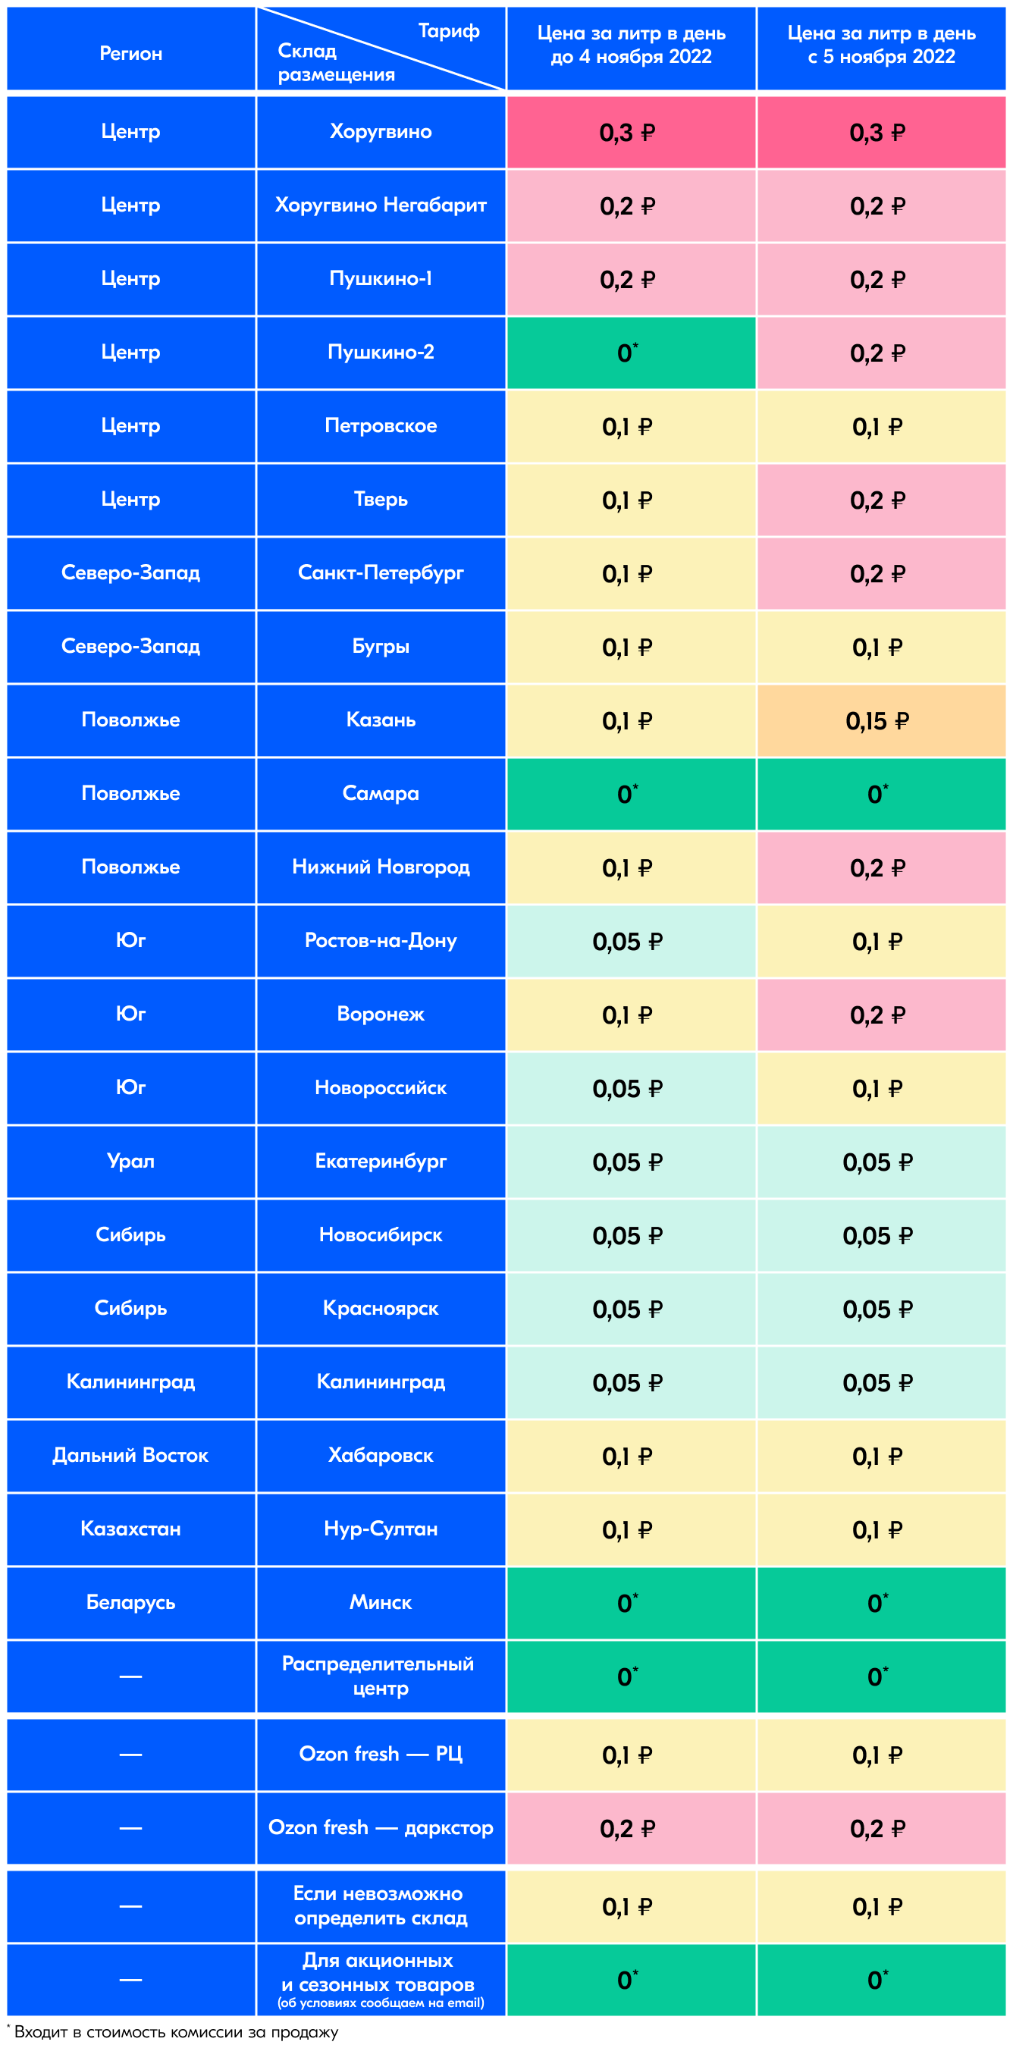 Регион
Тариф
Склад
размещения
Цена за литр в день
до 4 ноября 2022
Цена за литр в день
с 5 ноября 2022
Центр Хоругвино 0,3 ₽ 0,3 ₽
Центр Хоругвино Негабарит 0,2 ₽ 0,2 ₽
Центр Пушкино-1 0,2 ₽ 0,2 ₽
Центр Пушкино-2 0* 0,2 ₽
Центр Петровское 0,1 ₽ 0,1 ₽
Центр Тверь 0,1 ₽ 0,2 ₽
Северо-Запад Санкт-Петербург 0,1 ₽ 0,2 ₽
Северо-Запад Бугры 0,1 ₽ 0,1 ₽
Поволжье Казань 0,1 ₽ 0,15 ₽
Поволжье Самара 0* 0*
Поволжье Нижний Новгород 0,1 ₽ 0,2 ₽
Юг Ростов-на-Дону 0,05 ₽ 0,1 ₽
Юг Воронеж 0,1 ₽ 0,2 ₽
Юг Новороссийск 0,05 ₽ 0,1 ₽
Урал Екатеринбург 0,05 ₽ 0,05 ₽
Сибирь Новосибирск 0,05 ₽ 0,05 ₽
Сибирь Красноярск 0,05 ₽ 0,05 ₽
Калининград Калининград 0,05 ₽ 0,05 ₽
Дальний Восток Хабаровск 0,1 ₽ 0,1 ₽
Казахстан Нур-Султан 0,1 ₽ 0,1 ₽
Беларусь Минск 0* 0*
— Распределительный
центр 0* 0*
— Ozon fresh — РЦ 0,1 ₽ 0,1 ₽
— Ozon fresh — даркстор 0,2 ₽ 0,2 ₽
— Если невозможно
определить склад 0,1 ₽ 0,1 ₽
— Для акционных
и сезонных товаров
(об условиях сообщаем на email) 0* 0*
* Входит в стоимость комиссии за продажу